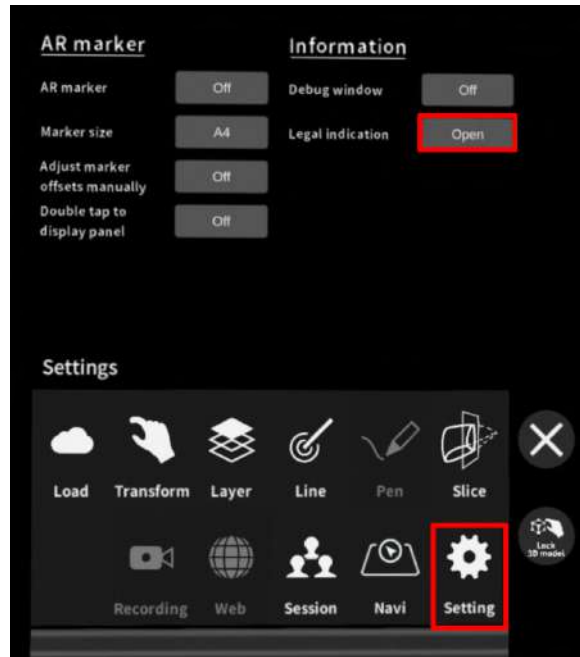 AR marker
Information
AR marker
Off
Debug window
Off
Marker size
A4
Legal indication
Open
Adjust marker
offsets manually
Off
Double tap to
display panel
Off
Settings
Load
Transform
Layer
Line
Pen
Slice
Lock
3D model
Recording
Web
Session
Navi
Setting